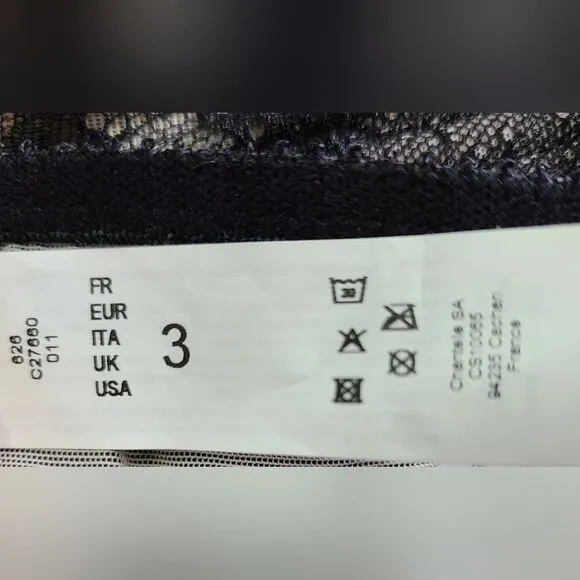 626
C27660
011
FR
EUR
ITA
UK
USA
3
30
Chantelle SA
CS10065
94235 Cachan
France